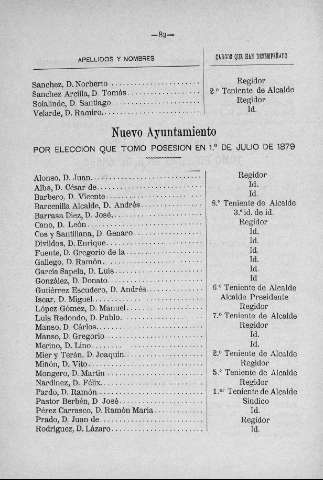 —82—
APELLIDOS Y NOMBRES CARGOS QUE HAN DESEMPEÑADO
Sanchez, D. Norberto Regidor
Sanchez Arcilla, D. Tomás 2.º Teniente de Alcalde
Solalinde, D. Santiago Regidor
Velarde, D. Ramiro Id.
Nuevo Ayuntamiento
POR ELECCIÓN QUE TOMÓ POSESION EN 1.º DE JULIO DE 1879
Alonso, D. Juan Regidor
Alba, D. César de Id.
Barbero, D. Vicente Id.
Barcenilla Alcalde, D. Andrés 8.º Teniente de Alcalde
Barrasa Diez, D. José 3.º id. de id.
Cano, D. León Regidor
Cos y Santillana, D. Genaro Id.
Divildos, D. Enrique Id.
Fuente, D. Gregorio de la Id.
Gallego, D. Ramón Id.
García Sapela, D. Luis Id.
González, D. Donato Id
Gutiérrez Escudero, D. Andrés 6.º Teniente de Alcalde
Iscar, D. Miguel Alcalde Presidente
López Gómez, D. Manuel Regidor
Luis Redondo, D. Pablo 7.º Teniente de Alcalde
Manso, D. Cárlos Regidor
Manso, D. Gregorio Id.
Merino, D. Lino Id.
Mier y Terán, D. Joaquín 2.º Teniente de Alcalde
Miñón, D. Vito Regidor
Mongero, D. Martín 5.º Teniente de Alcalde
Nardinez, D. Félix Regidor
Pardo, D. Ramón 1.er Teniente de Alcalde
Pastor Berbén, D. José Síndico
Pérez Carrasco, D. Ramón María Id.
Prado, D. Juan de Regidor
Rodriguez, D. Lázaro Id.